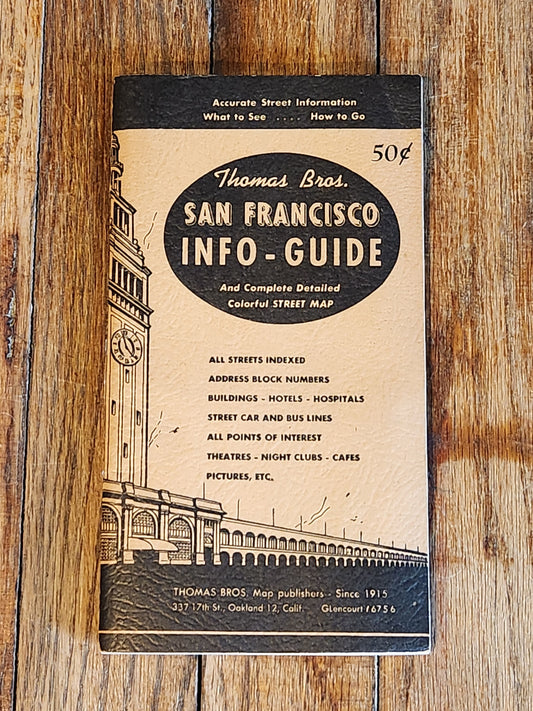 Accurate Street Information
What to See .... How to Go
50¢
Thomas Bros.
SAN FRANCISCO
INFO-GUIDE
And Complete Detailed
Colorful STREET MAP
ALL STREETS INDEXED
ADDRESS BLOCK NUMBERS
BUILDINGS - HOTELS - HOSPITALS
STREET CAR AND BUS LINES
ALL POINTS OF INTEREST
THEATRES - NIGHT CLUBS - CAFES
PICTURES, ETC.
THOMAS BROS. Map publishers - Since 1915
337 17th St., Oakland 12, Calif. GLencourt 16756